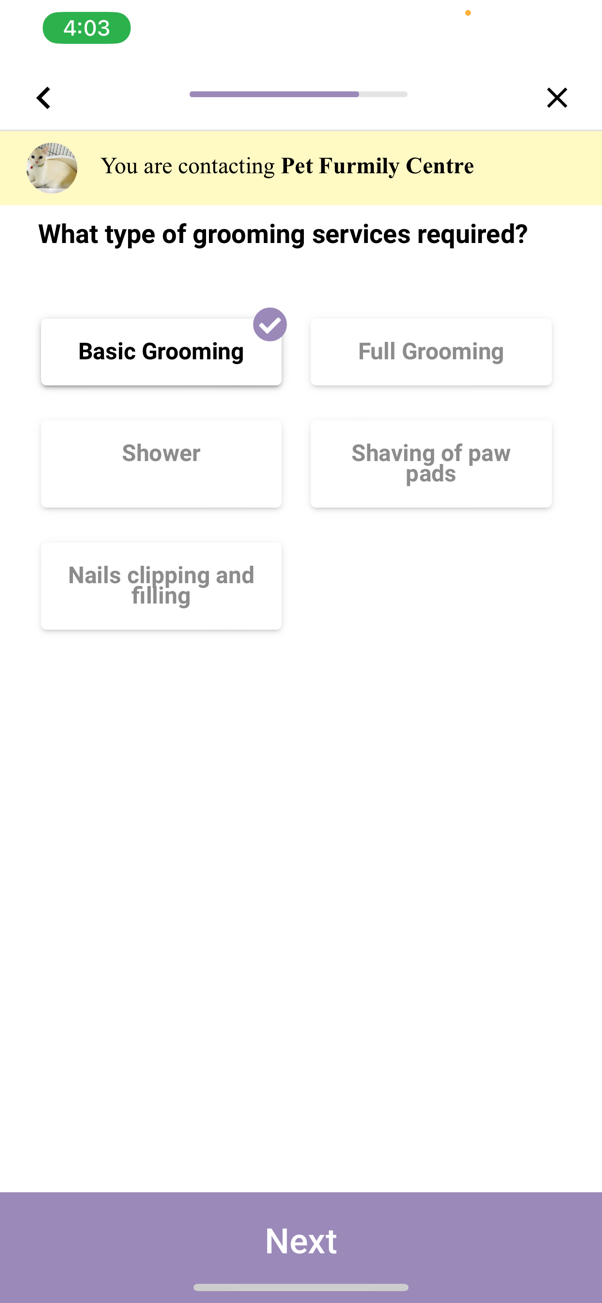 4:03
You are contacting Pet Furmily Centre
What type of grooming services required?
Basic Grooming
Full Grooming
Shower
Shaving of paw
pads
Nails clipping and
filling
Next